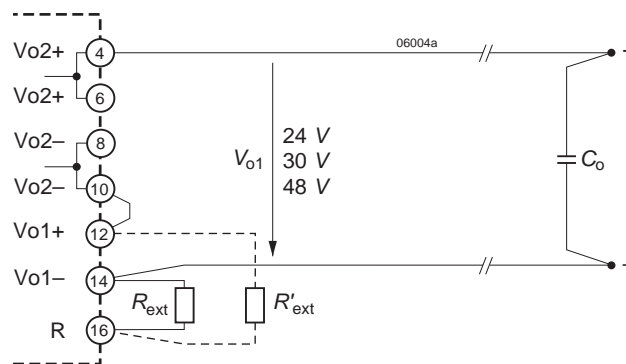 Vo2+
4
06004a
Vo2+
6
Vo2–
8
Vo2–
10
Vo1+
12
Vo1–
14
R
16
Vo1
24 V
30 V
48 V
Co
Rext
R'ext